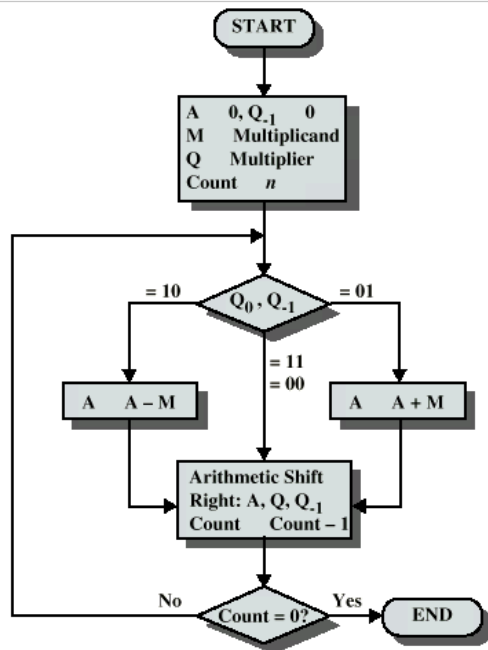 START
A 0, Q-1 0
M Multiplicand
Q Multiplier
Count n
= 10
Q0, Q-1
= 01
= 11
= 00
A A – M
A A + M
Arithmetic Shift
Right: A, Q, Q-1
Count Count – 1
No
Count = 0?
Yes
END